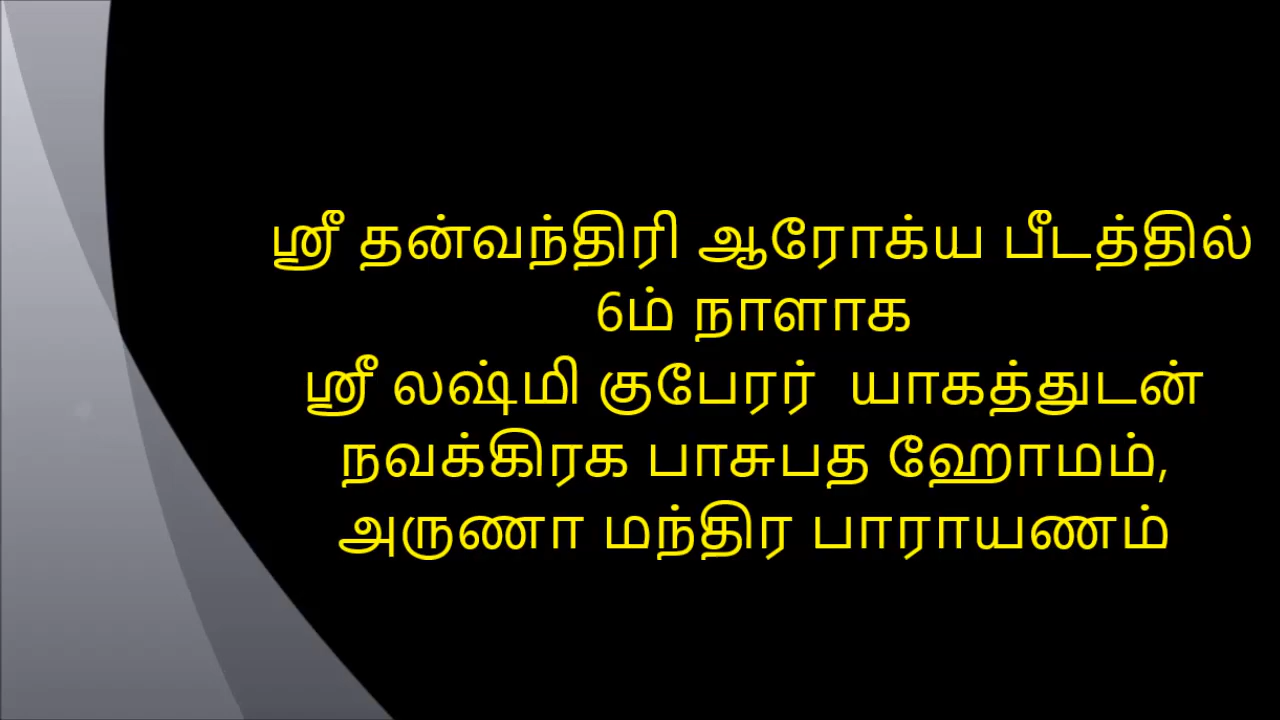 ஸ்ரீ தன்வந்திரி ஆரோக்ய பீடத்தில்
6ம் நாளாக
ஸ்ரீ லஷ்மி குபேரர் யாகத்துடன்
நவக்கிரக பாசுபத ஹோமம்,
அருணா மந்திர பாராயணம்